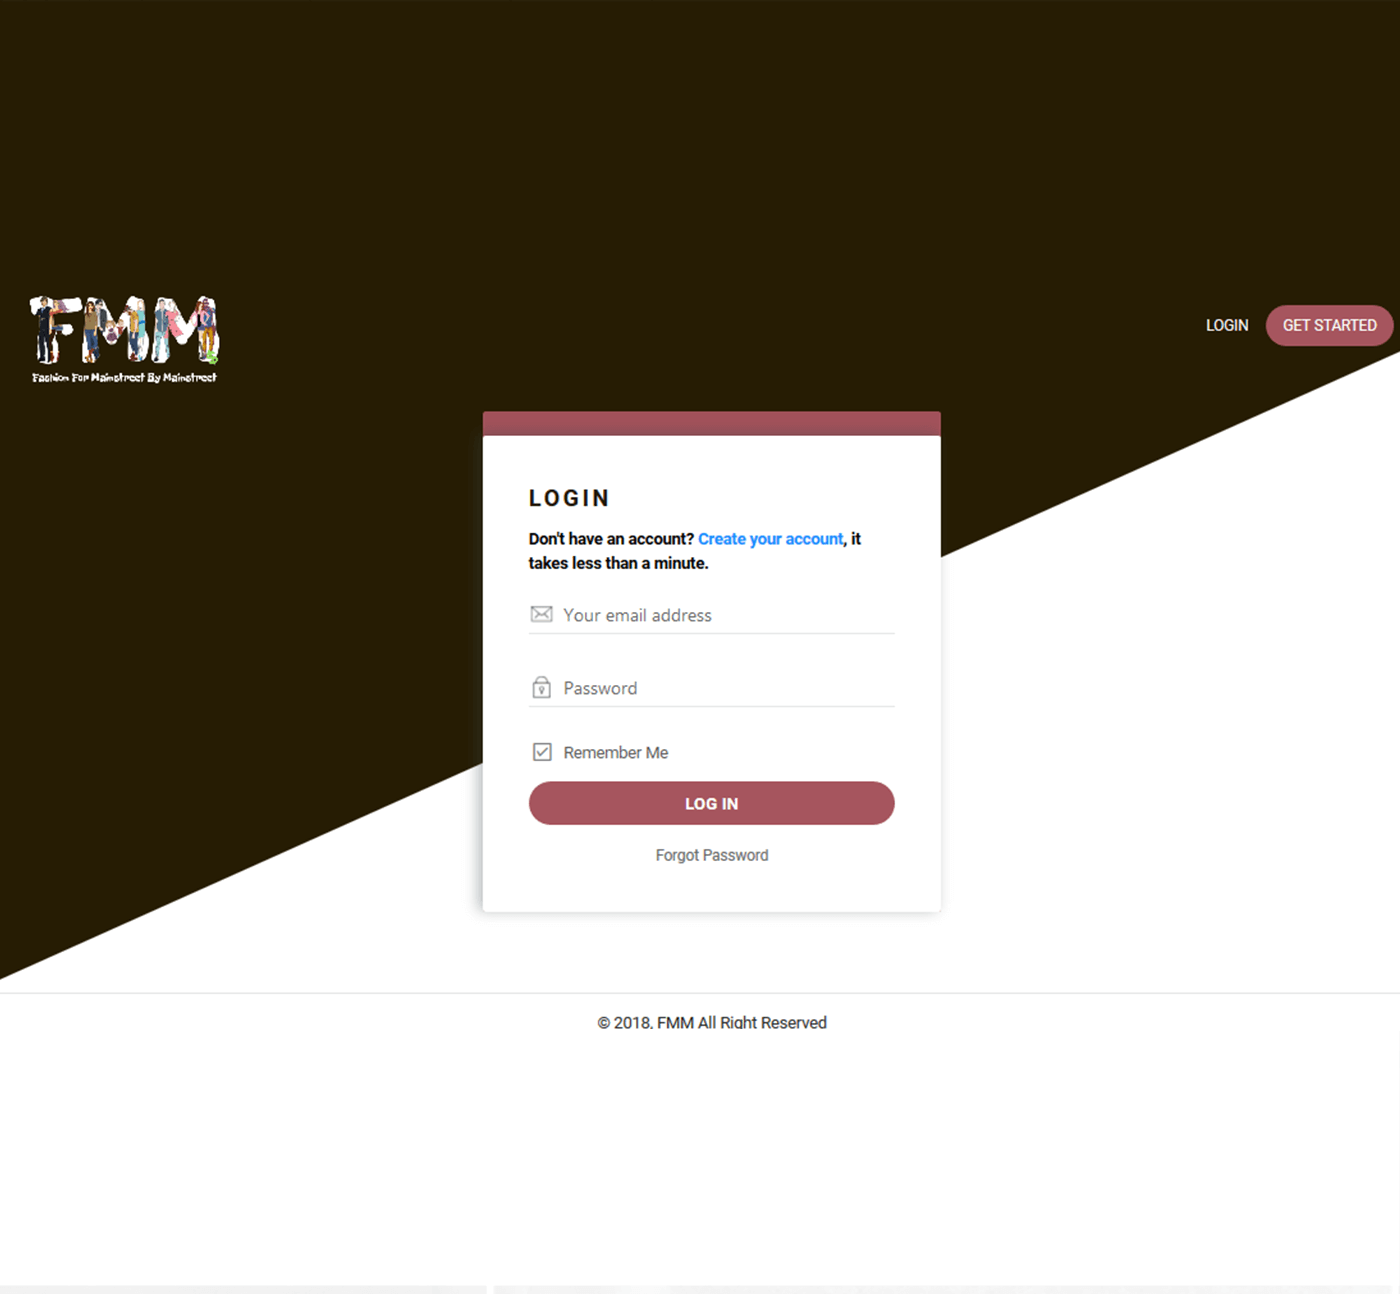 FMM
Fashion For Mainstreet By Mainstreet
LOGIN
GET STARTED
LOGIN
Don't have an account? Create your account, it
takes less than a minute.
Your email address
Password
Remember Me
LOG IN
Forgot Password
© 2018. FMM All Right Reserved